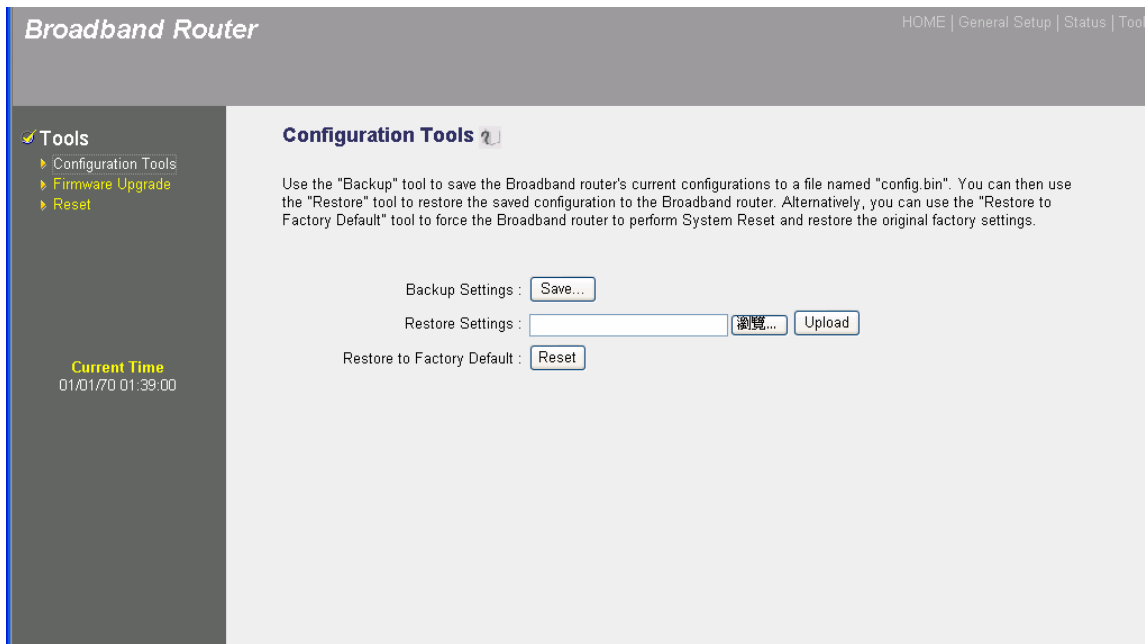 Broadband Router
HOME | General Setup | Status | Tool
Tools
Configuration Tools
Firmware Upgrade
Reset
Current Time
01/01/70 01:39:00
Configuration Tools
Use the "Backup" tool to save the Broadband router's current configurations to a file named "config.bin". You can then use
the "Restore" tool to restore the saved configuration to the Broadband router. Alternatively, you can use the "Restore to
Factory Default" tool to force the Broadband router to perform System Reset and restore the original factory settings.
Backup Settings : Save...
Restore Settings : 瀏覽... Upload
Restore to Factory Default : Reset